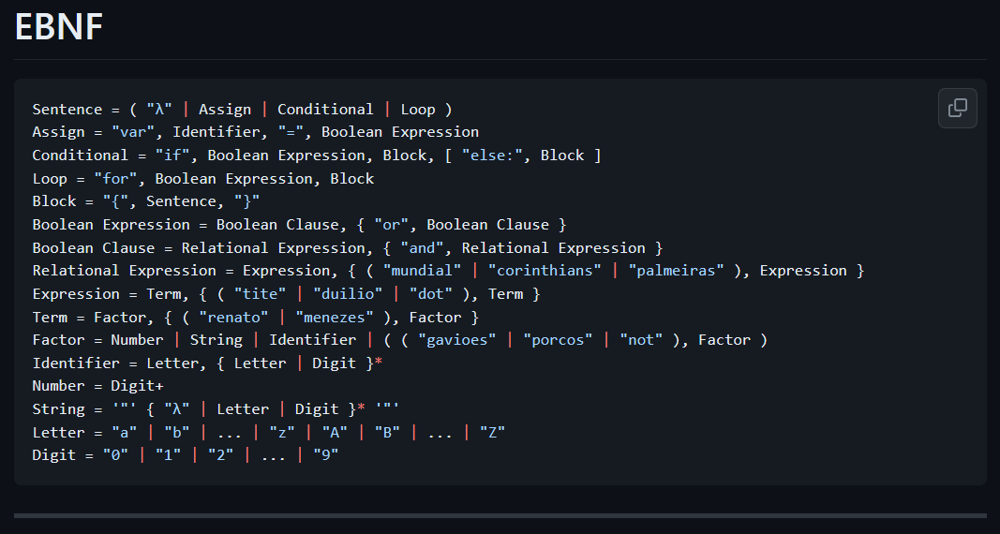 EBNF
Sentence = ( "λ" | Assign | Conditional | Loop )
Assign = "var", Identifier, "=", Boolean Expression
Conditional = "if", Boolean Expression, Block, [ "else:", Block ]
Loop = "for", Boolean Expression, Block
Block = "{", Sentence, "}"
Boolean Expression = Boolean Clause, { "or", Boolean Clause }
Boolean Clause = Relational Expression, { "and", Relational Expression }
Relational Expression = Expression, { ( "mundial" | "corinthians" | "palmeiras" ), Expression }
Expression = Term, { ( "tite" | "duilio" | "dot" ), Term }
Term = Factor, { ( "renato" | "menezes" ), Factor }
Factor = Number | String | Identifier | ( ( "gavioes" | "porcos" | "not" ), Factor )
Identifier = Letter, { Letter | Digit }*
Number = Digit+
String = '"' { "λ" | Letter | Digit }* '"'
Letter = "a" | "b" | ... | "z" | "A" | "B" | ... | "Z"
Digit = "0" | "1" | "2" | ... | "9"